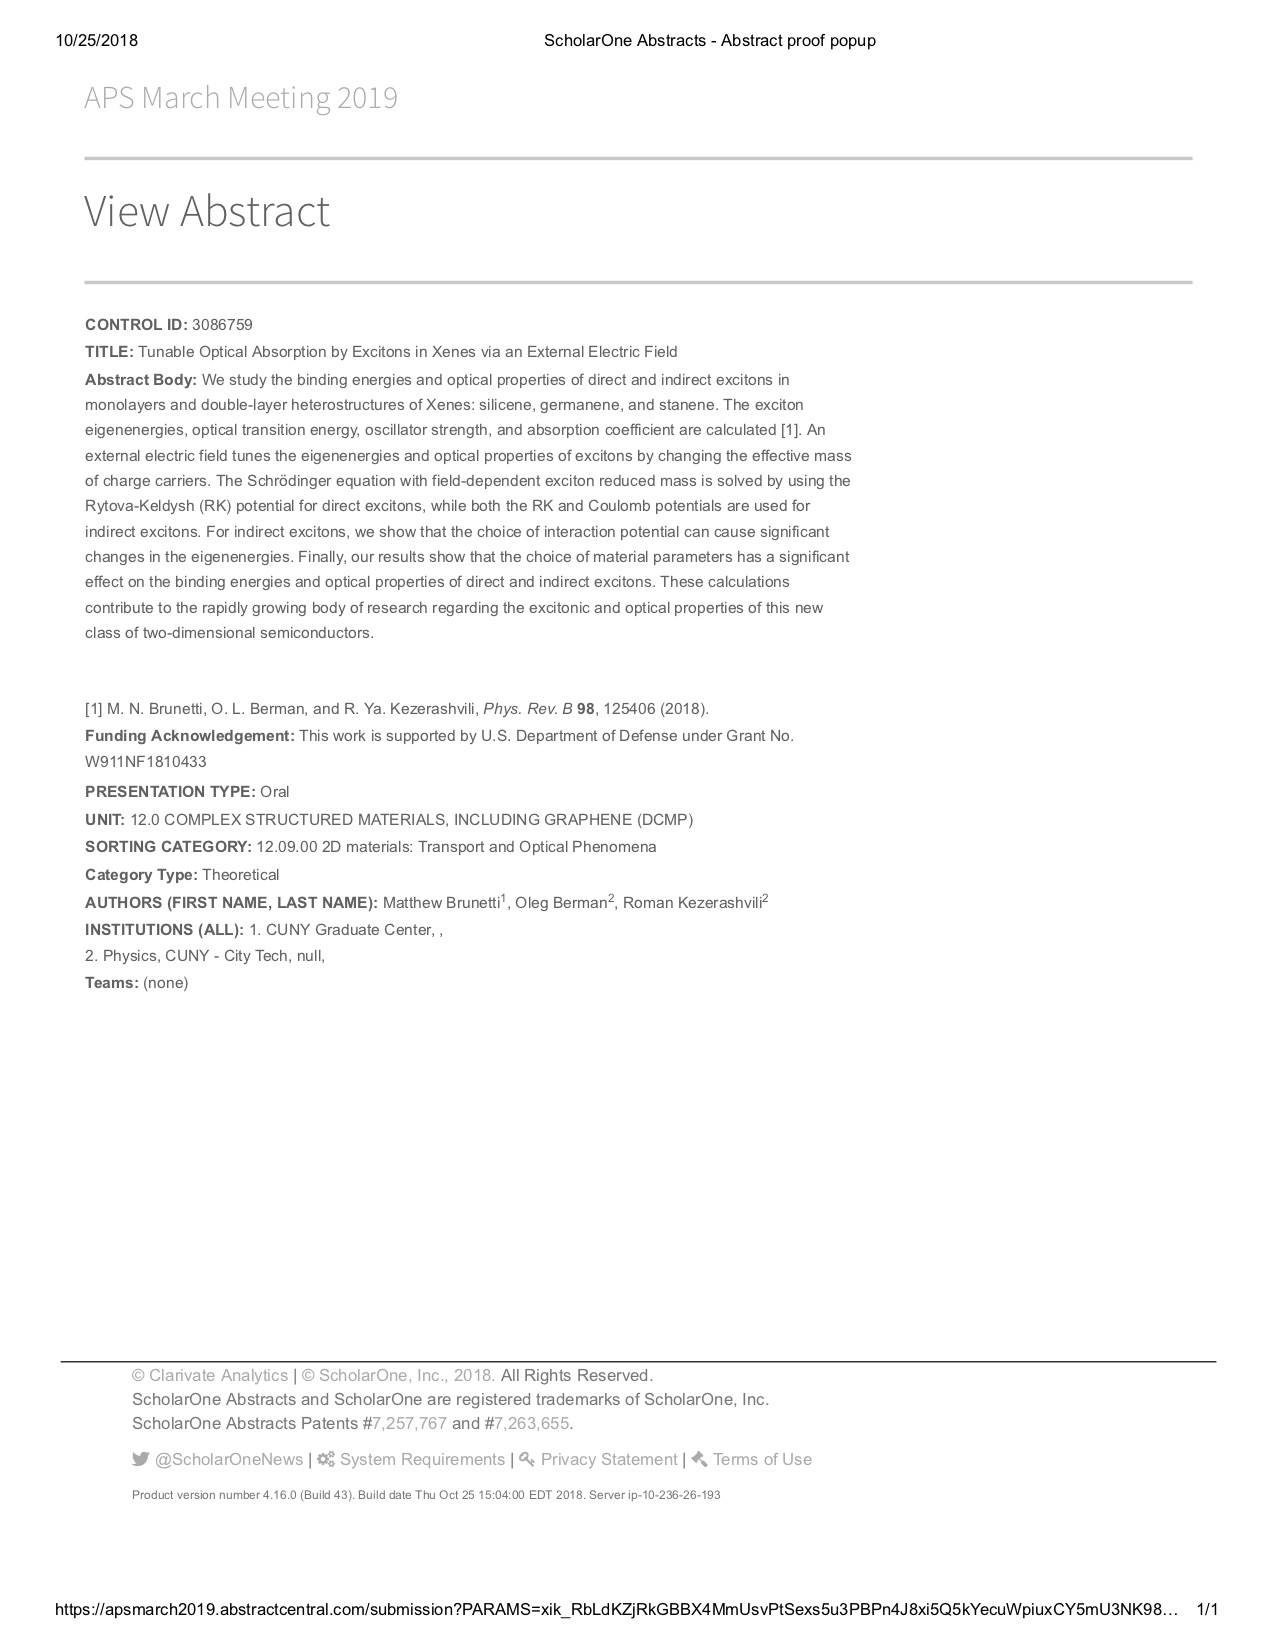 10/25/2018 ScholarOne Abstracts - Abstract proof popup
APS March Meeting 2019
View Abstract
CONTROL ID: 3086759
TITLE: Tunable Optical Absorption by Excitons in Xenes via an External Electric Field
Abstract Body: We study the binding energies and optical properties of direct and indirect excitons in
monolayers and double-layer heterostructures of Xenes: silicene, germanene, and stanene. The exciton
eigenenergies, optical transition energy, oscillator strength, and absorption coefficient are calculated [1]. An
external electric field tunes the eigenenergies and optical properties of excitons by changing the effective mass
of charge carriers. The Schrödinger equation with field-dependent exciton reduced mass is solved by using the
Rytova-Keldysh (RK) potential for direct excitons, while both the RK and Coulomb potentials are used for
indirect excitons. For indirect excitons, we show that the choice of interaction potential can cause significant
changes in the eigenenergies. Finally, our results show that the choice of material parameters has a significant
effect on the binding energies and optical properties of direct and indirect excitons. These calculations
contribute to the rapidly growing body of research regarding the excitonic and optical properties of this new
class of two-dimensional semiconductors.
[1] M. N. Brunetti, O. L. Berman, and R. Ya. Kezerashvili, Phys. Rev. B 98, 125406 (2018).
Funding Acknowledgement: This work is supported by U.S. Department of Defense under Grant No.
W911NF1810433
PRESENTATION TYPE: Oral
UNIT: 12.0 COMPLEX STRUCTURED MATERIALS, INCLUDING GRAPHENE (DCMP)
SORTING CATEGORY: 12.09.00 2D materials: Transport and Optical Phenomena
Category Type: Theoretical
AUTHORS (FIRST NAME, LAST NAME): Matthew Brunetti1, Oleg Berman2, Roman Kezerashvili2
INSTITUTIONS (ALL): 1. CUNY Graduate Center, ,
2. Physics, CUNY - City Tech, null,
Teams: (none)
© Clarivate Analytics | © ScholarOne, Inc., 2018. All Rights Reserved.
ScholarOne Abstracts and ScholarOne are registered trademarks of ScholarOne, Inc.
ScholarOne Abstracts Patents #7,257,767 and #7,263,655.
@ScholarOneNews | System Requirements | Privacy Statement | Terms of Use
Product version number 4.16.0 (Build 43). Build date Thu Oct 25 15:04:00 EDT 2018. Server ip-10-236-26-193
https://apsmarch2019.abstractcentral.com/submission?PARAMS=xik_RbLdKZjRkGBBX4MmUsvPtSexs5u3PBPn4J8xi5Q5kYecuWpiuxCY5mU3NK98… 1/1